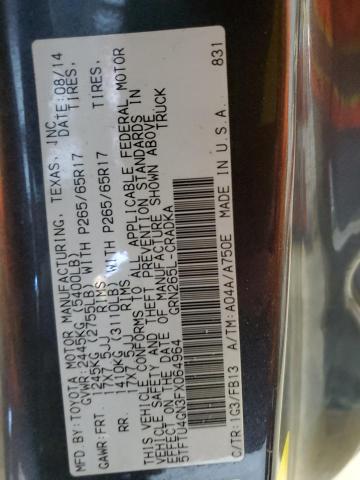 MFD.BY:TOYOTA MOTOR MANUFACTURING, TEXAS, INC.
DATE:08/14
GVWR 2445KG (5400LB)
GAWR:FRT. 1245KG (2755LB) WITH P265/65R17 TIRES,
17X7.5JJ RIMS
RR. 1410KG (3110LB) WITH P265/65R17 TIRES,
17X7.5JJ RIMS
THIS VEHICLE CONFORMS TO ALL APPLICABLE FEDERAL MOTOR
VEHICLE SAFETY AND THEFT PREVENTION STANDARDS IN
EFFECT ON THE DATE OF MANUFACTURE SHOWN ABOVE
5TFTU4GN3FX064964 TRUCK
GRN265L-CRADKA
831
C/TR:1G3/FB13 A/TM:A04A/A750E MADE IN U.S.A.